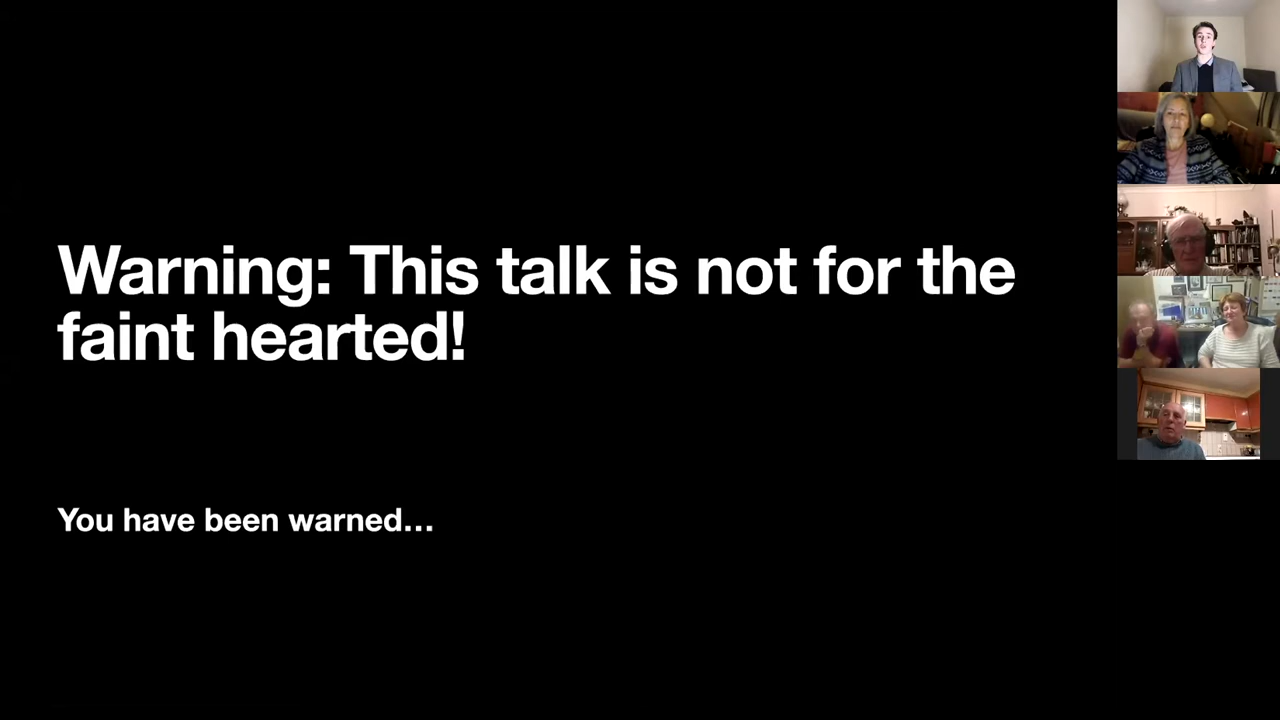 Warning: This talk is not for the
faint hearted!
You have been warned...